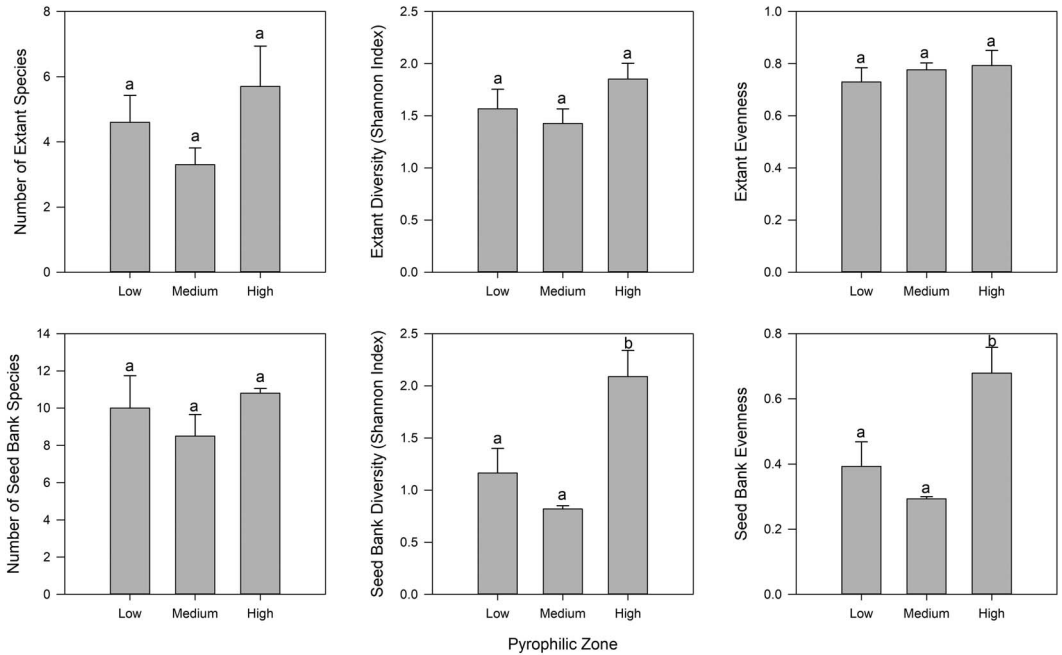 Number of Extant Species
8
6
4
2
0
a
a
a
Low Medium High
Extant Diversity (Shannon Index)
2.5
2.0
1.5
1.0
0.5
0.0
a
a
a
Low Medium High
Extant Evenness
1.0
0.8
0.6
0.4
0.2
0.0
a
a
a
Low Medium High
Number of Seed Bank Species
14
12
10
8
6
4
2
0
a
a
a
Low Medium High
Seed Bank Diversity (Shannon Index)
2.5
2.0
1.5
1.0
0.5
0.0
a
a
b
Low Medium High
Seed Bank Evenness
0.8
0.6
0.4
0.2
0.0
a
a
b
Low Medium High
Pyrophilic Zone